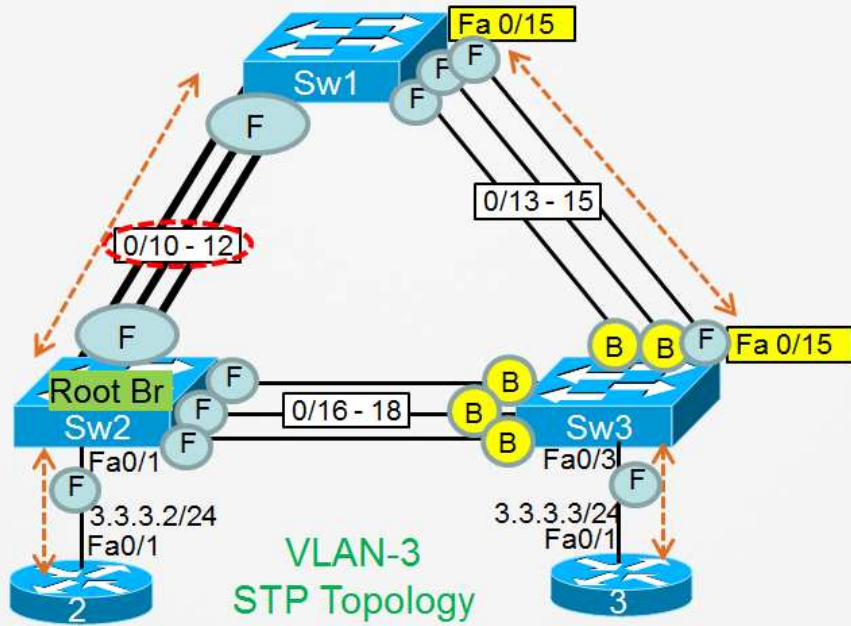 Fa 0/15
Sw1
F
F
F
F
0/13 - 15
0/10 - 12
F
B
B
F
Fa 0/15
Root Br
F
B
F
0/16 - 18
B
Sw2
F
B
Sw3
Fa0/1
Fa0/3
F
F
3.3.3.2/24
3.3.3.3/24
Fa0/1
Fa0/1
VLAN-3
STP Topology
2
3